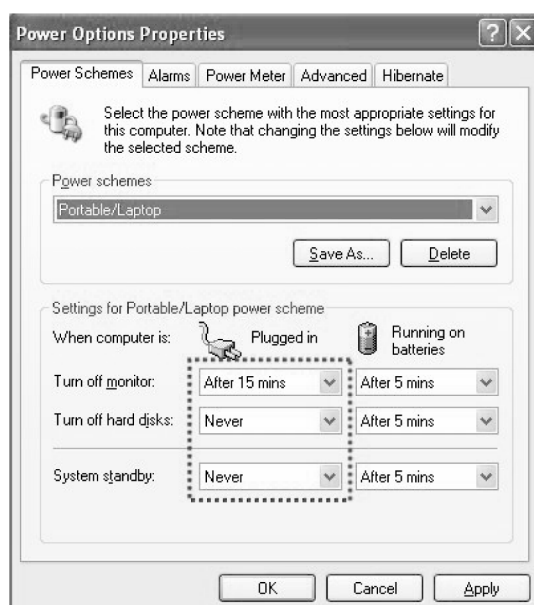 Power Options Properties
Power Schemes Alarms Power Meter Advanced Hibernate
Select the power scheme with the most appropriate settings for
this computer. Note that changing the settings below will modify
the selected scheme.
Power schemes
Portable/Laptop
Save As... Delete
Settings for Portable/Laptop power scheme
When computer is: Plugged in Running on
batteries
Turn off monitor: After 15 mins After 5 mins
Turn off hard disks: Never After 5 mins
System standby: Never After 5 mins
OK Cancel Apply